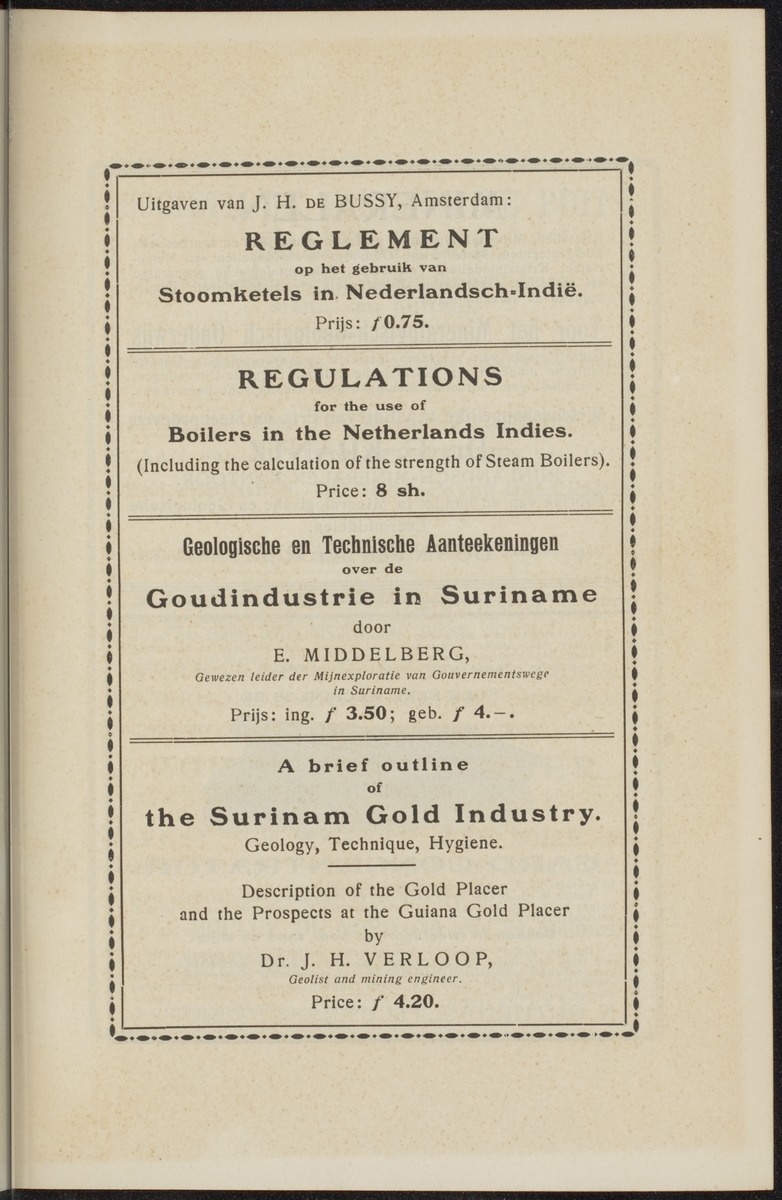 Uitgaven van J. H. DE BUSSY, Amsterdam:
REGLEMENT
op het gebruik van
Stoomketels in Nederlandsch-Indië.
Prijs: ƒ 0.75.
REGULATIONS
for the use of
Boilers in the Netherlands Indies.
(Including the calculation of the strength of Steam Boilers).
Price: 8 sh.
Geologische en Technische Aanteekeningen
over de
Goudindustrie in Suriname
door
E. MIDDELBERG,
Gewezen leider der Mijnexploratie van Gouvernementswege
in Suriname.
Prijs: ing. ƒ 3.50; geb. ƒ 4.–.
A brief outline
of
the Surinam Gold Industry.
Geology, Technique, Hygiene.
Description of the Gold Placer
and the Prospects at the Guiana Gold Placer
by
Dr. J. H. VERLOOP,
Geolist and mining engineer.
Price: ƒ 4.20.